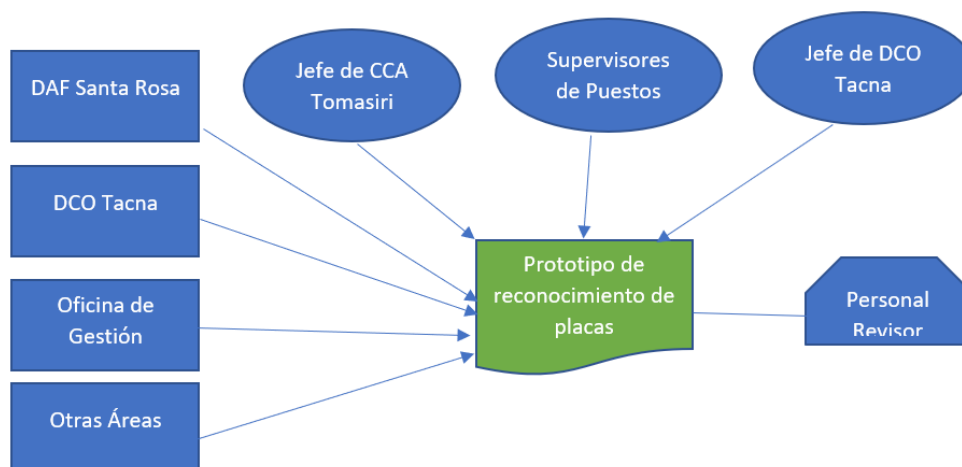 DAF Santa Rosa
Jefe de CCA
Tomasiri
Supervisores
de Puestos
Jefe de DCO
Tacna
DCO Tacna
Oficina de
Gestión
Otras Áreas
Prototipo de
reconocimiento de
placas
Personal
Revisor